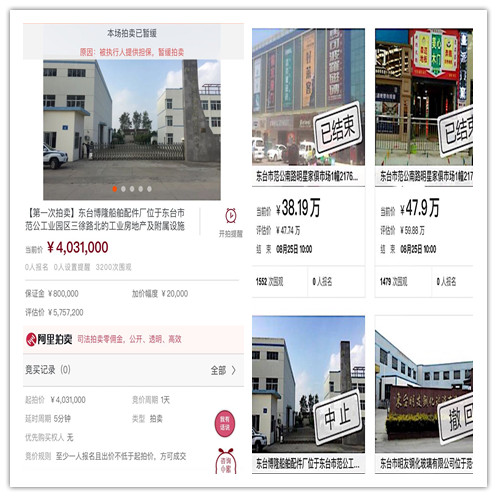 本场拍卖已暂缓
原因：被执行人提供担保，暂缓拍卖
【第一次拍卖】东台博隆船舶配件厂位于东台市
范公工业园区三徐路北的工业房地产及附属设施
开拍提醒
当前价 ¥4,031,000
0人报名 0人设置提醒 3200次围观
保证金 ¥800,000 加价幅度 ¥20,000
评估价 ¥5,757,200
阿里拍卖 司法拍卖零佣金，公开、透明、高效
竞买记录（0） 全部
起拍价 ¥4,031,000 竞价周期 1天
延时周期 5分钟 类型 拍卖
优先购买权人 无
竞价规则 至少一人报名且出价不低于起拍价，方可成交
我有话说
咨询小蜜
已结束
东台市范公南路明星家俱市场1幢2176...
当前价 ¥38.19万
评估价 ¥47.74万
结 束 08月25日 10:00
1552 次围观 0 人报名
已结束
东台市范公南路明星家俱市场1幢217...
当前价 ¥47.9万
评估价 ¥59.88万
结 束 08月25日 10:00
1479 次围观 0 人报名
中止
东台博隆船舶配件厂位于东台市范公工...
撤回
东台市明友钢化玻璃有限公司位于范